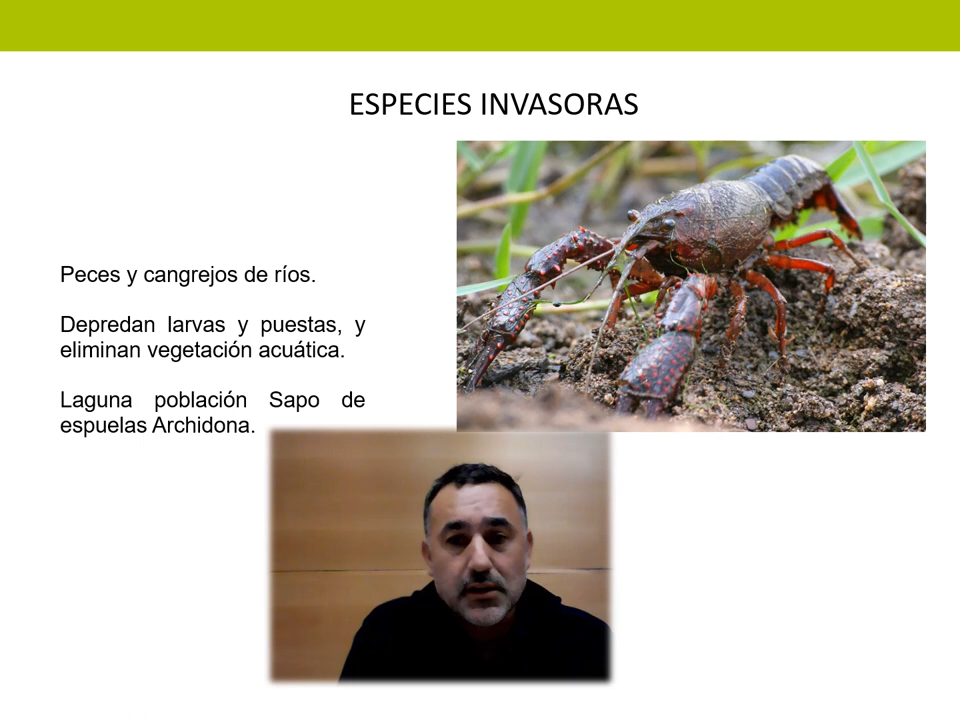 ESPECIES INVASORAS
Peces y cangrejos de ríos.
Depredan larvas y puestas, y
eliminan vegetación acuática.
Laguna población Sapo de
espuelas Archidona.